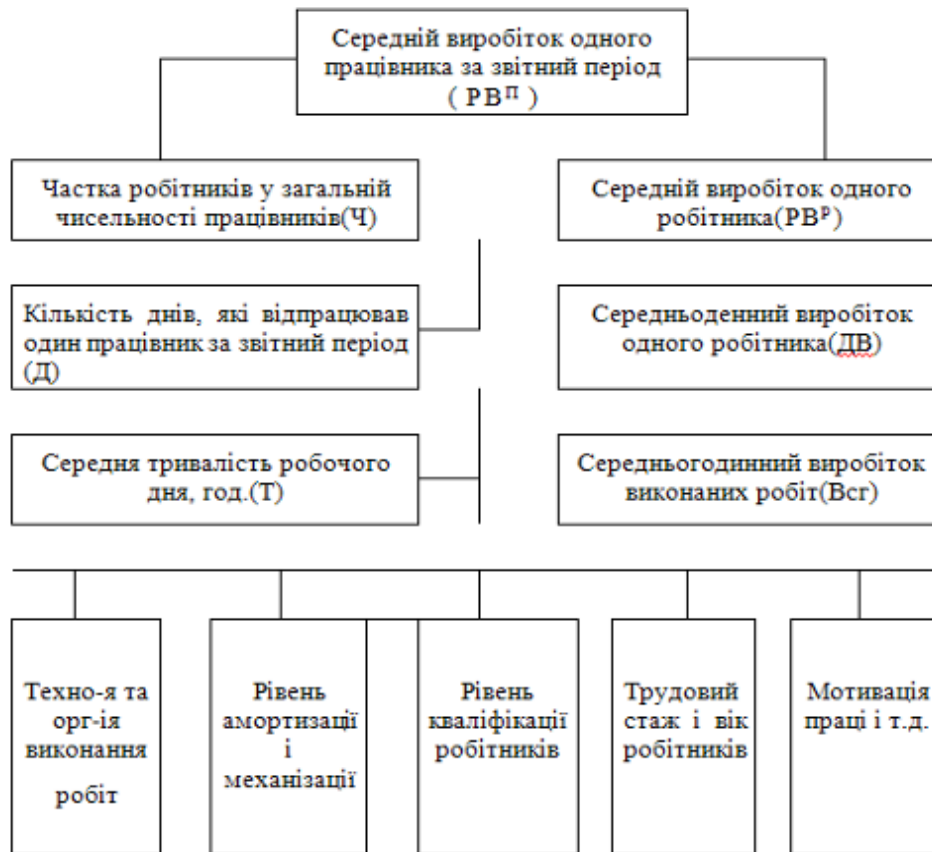 Середній виробіток одного
працівника за звітний період
( РВᴨ )
Частка робітників у загальній
чисельності працівників(Ч)
Середній виробіток одного
робітника(РВᵖ)
Кількість днів, які відпрацював
один працівник за звітний період
(Д)
Середньоденний виробіток
одного робітника(ДВ)
Середня тривалість робочого
дня, год.(Т)
Середньогодинний виробіток
виконаних робіт(Всг)
Техно-я та
орг-ія
виконання
робіт
Рівень
амортизації
і
механізації
Рівень
кваліфікації
робітників
Трудовий
стаж і вік
робітників
Мотивація
праці і т.д.